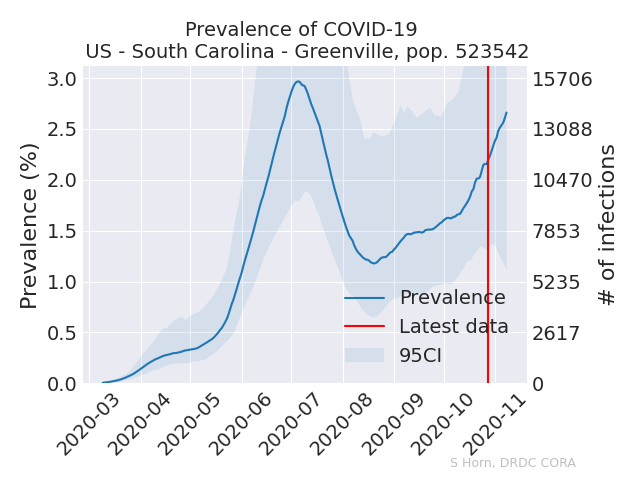 Prevalence of COVID-19
US - South Carolina - Greenville, pop. 523542
Prevalence (%)
3.0
2.5
2.0
1.5
1.0
0.5
0.0
15706
13088
10470
7853
5235
2617
0
# of infections
Prevalence
Latest data
95CI
2020-03
2020-04
2020-05
2020-06
2020-07
2020-08
2020-09
2020-10
2020-11
S Horn, DRDC CORA